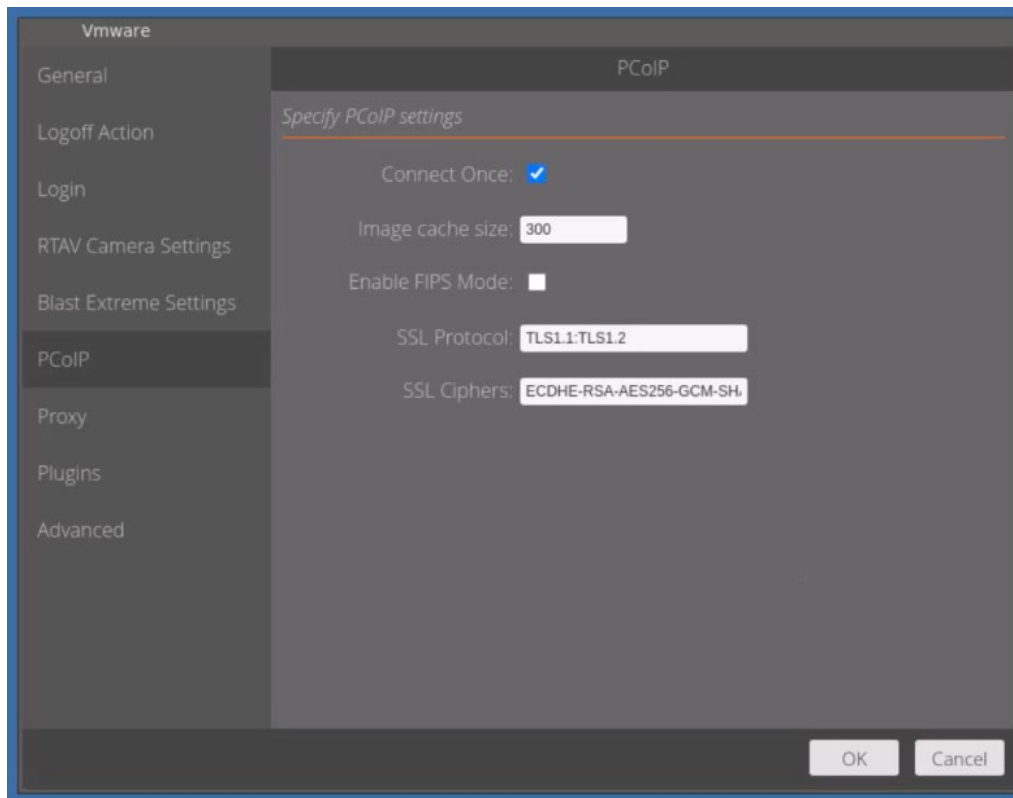 Vmware
General
Logoff Action
Login
RTAV Camera Settings
Blast Extreme Settings
PCoIP
Proxy
Plugins
Advanced
PCoIP
Specify PCoIP settings
Connect Once:
Image cache size: 300
Enable FIPS Mode:
SSL Protocol: TLS1.1:TLS1.2
SSL Ciphers: ECDHE-RSA-AES256-GCM-SH
OK Cancel